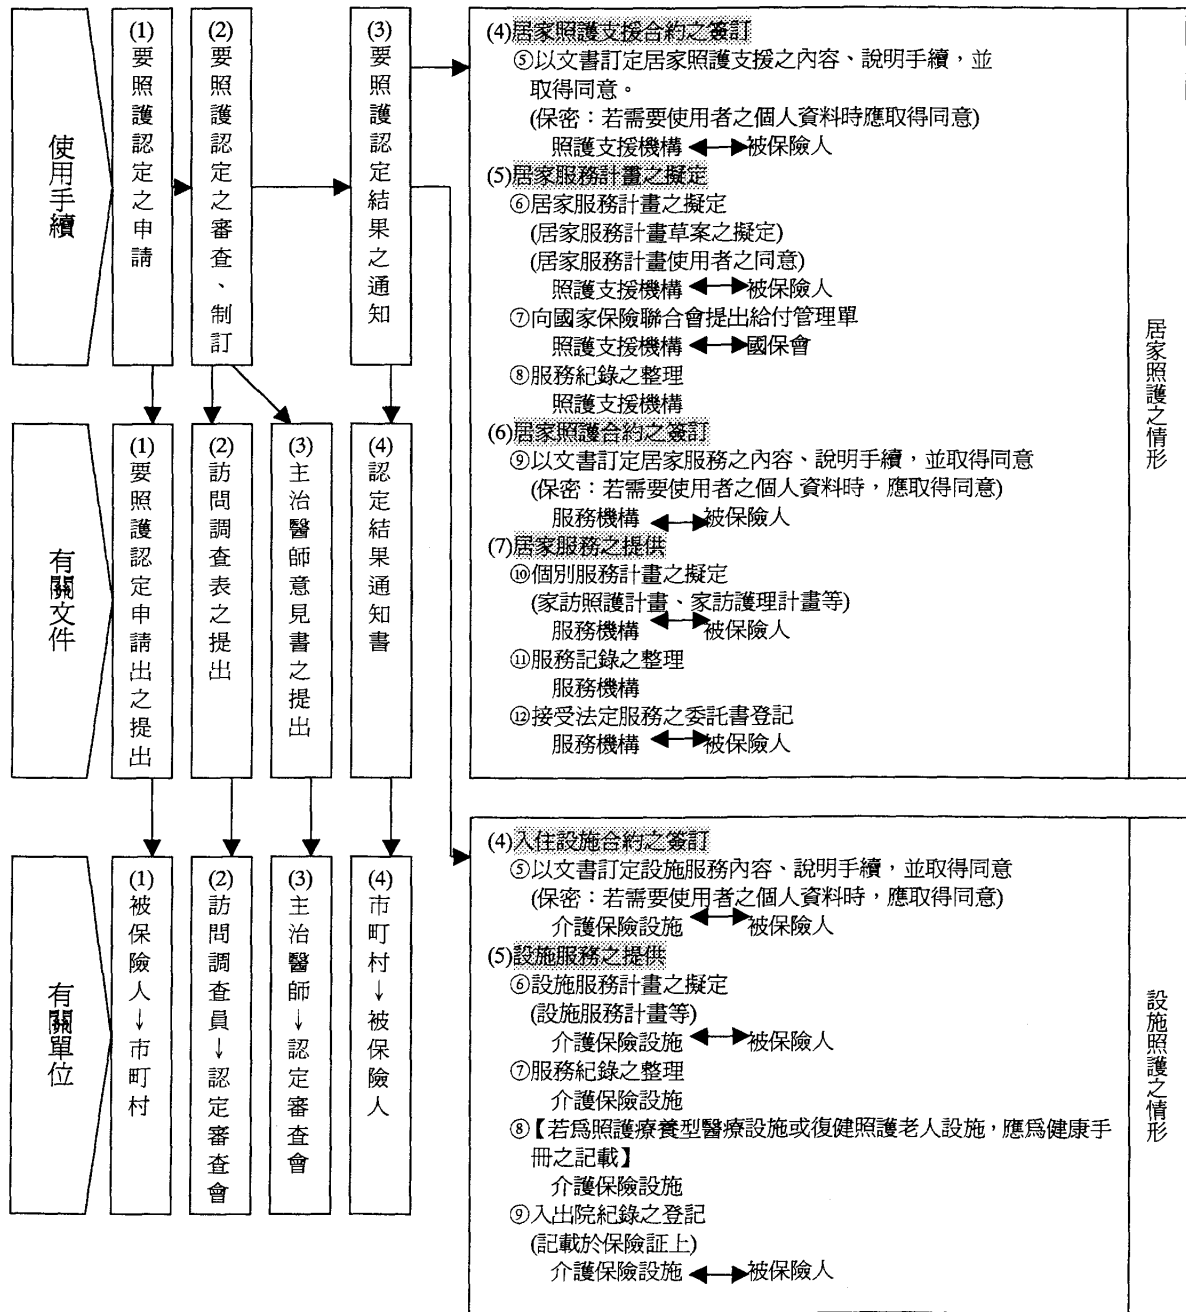 使用手續
(1)要照護認定之申請
(2)要照護認定之審查、制訂
(3)要照護認定結果之通知
有關文件
(1)要照護認定申請出之提出
(2)訪問調查表之提出
(3)主治醫師意見書之提出
(4)認定結果通知書
有關單位
(1)被保險人→市町村
(2)訪問調查員→認定審查會
(3)主治醫師→認定審查會
(4)市町村→被保險人
(4)居家照護支援合約之簽訂
⑤以文書訂定居家照護支援之內容、說明手續,並
取得同意。
(保密:若需要使用者之個人資料時應取得同意)
照護支援機構 ◄─►被保險人
(5)居家服務計畫之擬定
⑥居家服務計畫之擬定
(居家服務計畫草案之擬定)
(居家服務計畫使用者之同意)
照護支援機構 ◄─►被保險人
⑦向國家保險聯合會提出給付管理單
照護支援機構 ◄─►國保會
⑧服務紀錄之整理
照護支援機構
(6)居家照護合約之簽訂
⑨以文書訂定居家服務之內容、說明手續,並取得同意
(保密:若需要使用者之個人資料時,應取得同意)
服務機構 ◄─►被保險人
(7)居家服務之提供
⑩個別服務計畫之擬定
(家訪照護計畫、家訪護理計畫等)
服務機構 ◄─►被保險人
⑪服務記錄之整理
服務機構
⑫接受法定服務之委託書登記
服務機構 ◄─►被保險人
居家照護之情形
(4)入住設施合約之簽訂
⑤以文書訂定設施服務內容、說明手續,並取得同意
(保密:若需要使用者之個人資料時,應取得同意)
介護保險設施 ◄─►被保險人
(5)設施服務之提供
⑥設施服務計畫之擬定
(設施服務計畫等)
介護保險設施 ◄─►被保險人
⑦服務紀錄之整理
介護保險設施
⑧【若為照護療養型醫療設施或復健照護老人設施,應為健康手
冊之記載】
介護保險設施
⑨入出院紀錄之登記
(記載於保險証上)
介護保險設施 ◄─►被保險人
設施照護之情形